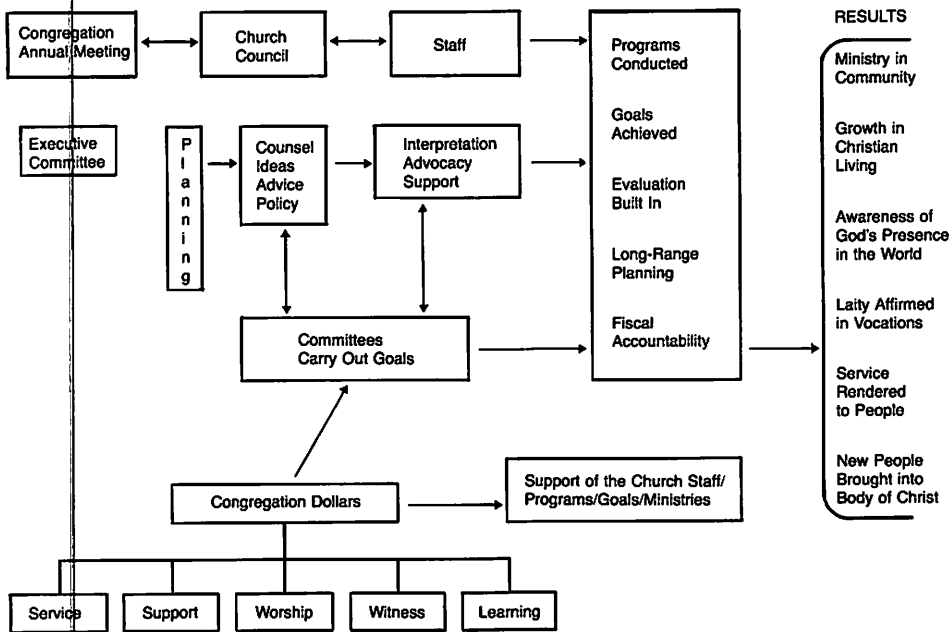 Congregation
Annual Meeting
Church
Council
Staff
Executive
Committee
P
l
a
n
n
i
n
g
Counsel
Ideas
Advice
Policy
Interpretation
Advocacy
Support
Committees
Carry Out Goals
Congregation Dollars
Support of the Church Staff/
Programs/Goals/Ministries
Service
Support
Worship
Witness
Learning
Programs
Conducted
Goals
Achieved
Evaluation
Built In
Long-Range
Planning
Fiscal
Accountability
RESULTS
Ministry in
Community
Growth in
Christian
Living
Awareness of
God's Presence
in the World
Laity Affirmed
in Vocations
Service
Rendered
to People
New People
Brought into
Body of Christ